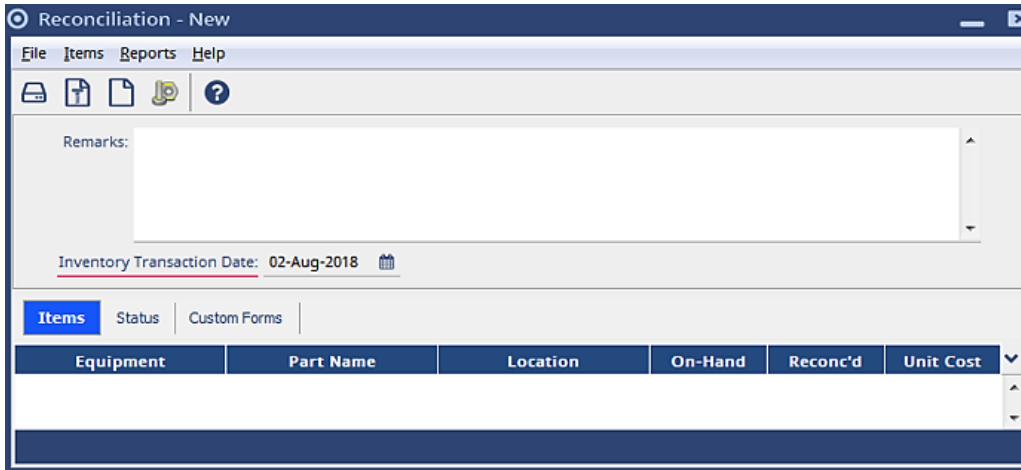 Reconciliation - New
File Items Reports Help
Remarks:
Inventory Transaction Date: 02-Aug-2018
Items Status Custom Forms
Equipment Part Name Location On-Hand Reconc'd Unit Cost